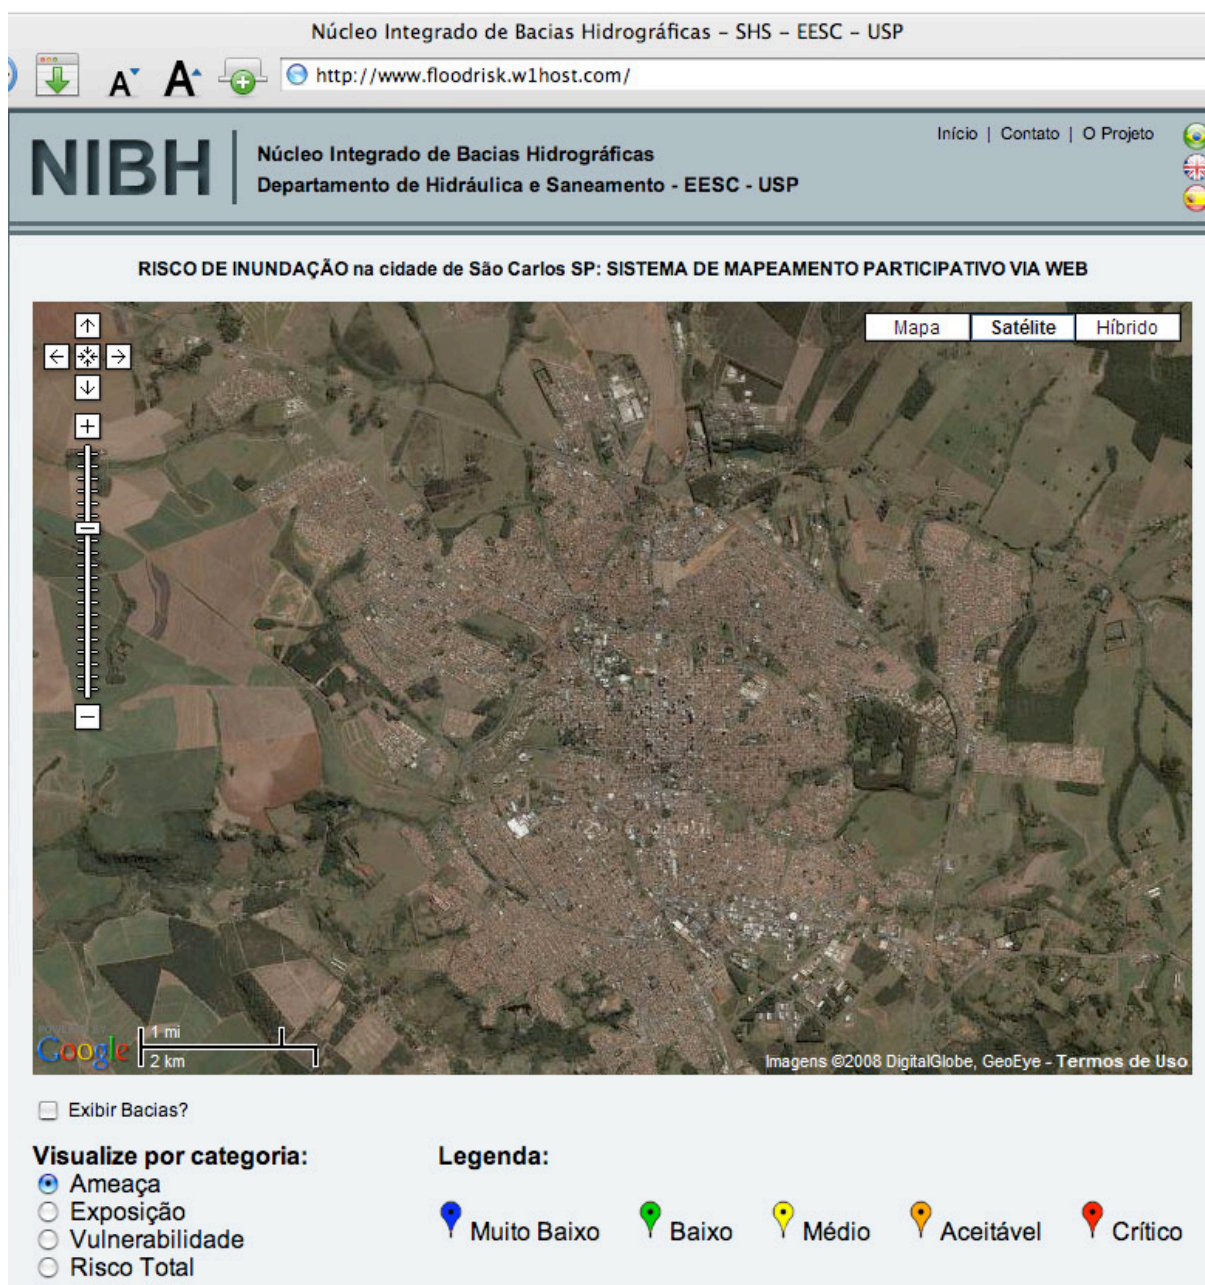 Núcleo Integrado de Bacias Hidrográficas – SHS – EESC – USP
A A http://www.floodrisk.w1host.com/
Início | Contato | O Projeto
NIBH
Núcleo Integrado de Bacias Hidrográficas
Departamento de Hidráulica e Saneamento - EESC - USP
RISCO DE INUNDAÇÃO na cidade de São Carlos SP: SISTEMA DE MAPEAMENTO PARTICIPATIVO VIA WEB
Mapa Satélite Híbrido
POWERED BY
Google
1 mi
2 km
Imagens ©2008 DigitalGlobe, GeoEye - Termos de Uso
Exibir Bacias?
Visualize por categoria:
Ameaça
Exposição
Vulnerabilidade
Risco Total
Legenda:
Muito Baixo Baixo Médio Aceitável Crítico